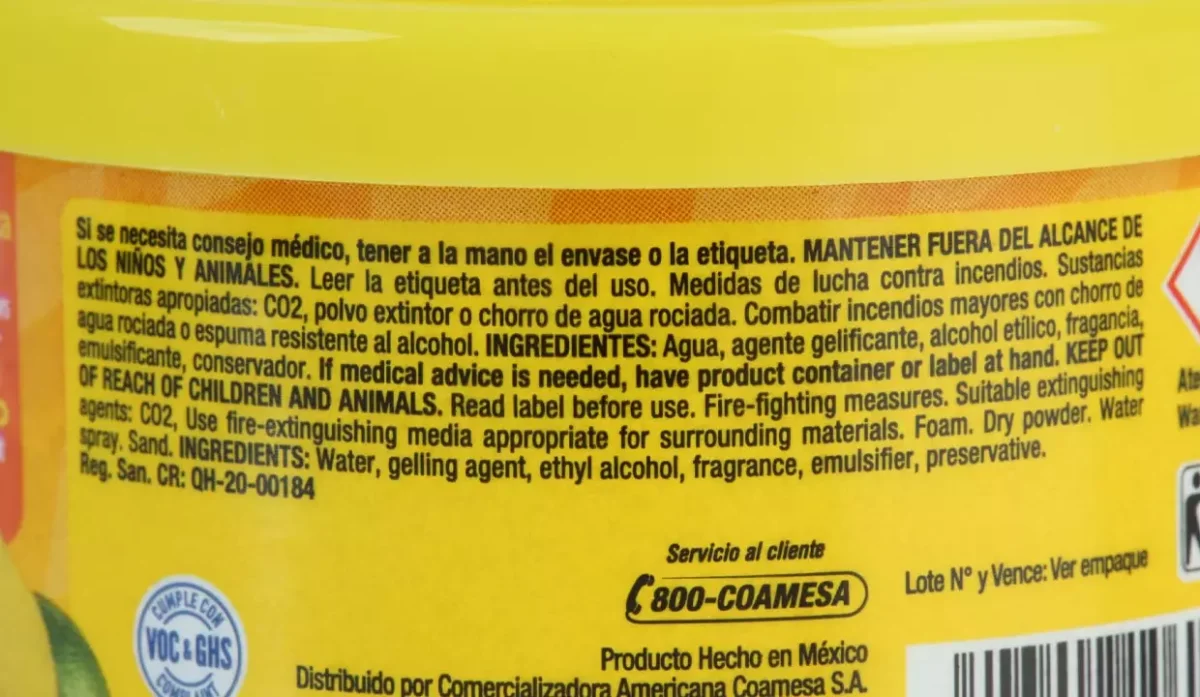 Si se necesita consejo médico, tener a la mano el envase o la etiqueta. MANTENER FUERA DEL ALCANCE DE
LOS NIÑOS Y ANIMALES. Leer la etiqueta antes del uso. Medidas de lucha contra incendios. Sustancias
extintoras apropiadas: CO2, polvo extintor o chorro de agua rociada. Combatir incendios mayores con chorro de
agua rociada o espuma resistente al alcohol. INGREDIENTES: Agua, agente gelificante, alcohol etílico, fragancia,
emulsificante, conservador. If medical advice is needed, have product container or label at hand. KEEP OUT
OF REACH OF CHILDREN AND ANIMALS. Read label before use. Fire-fighting measures. Suitable extinguishing
agents: CO2, Use fire-extinguishing media appropriate for surrounding materials. Foam. Dry powder. Water
spray. Sand. INGREDIENTS: Water, gelling agent, ethyl alcohol, fragrance, emulsifier, preservative.
Reg. San. CR: QH-20-00184
Servicio al cliente
800-COAMESA
Lote N° y Vence: Ver empaque
CUMPLE CON
VOC & GHS
COMPLAINT
Producto Hecho en México
Distribuido por Comercializadora Americana Coamesa S.A.